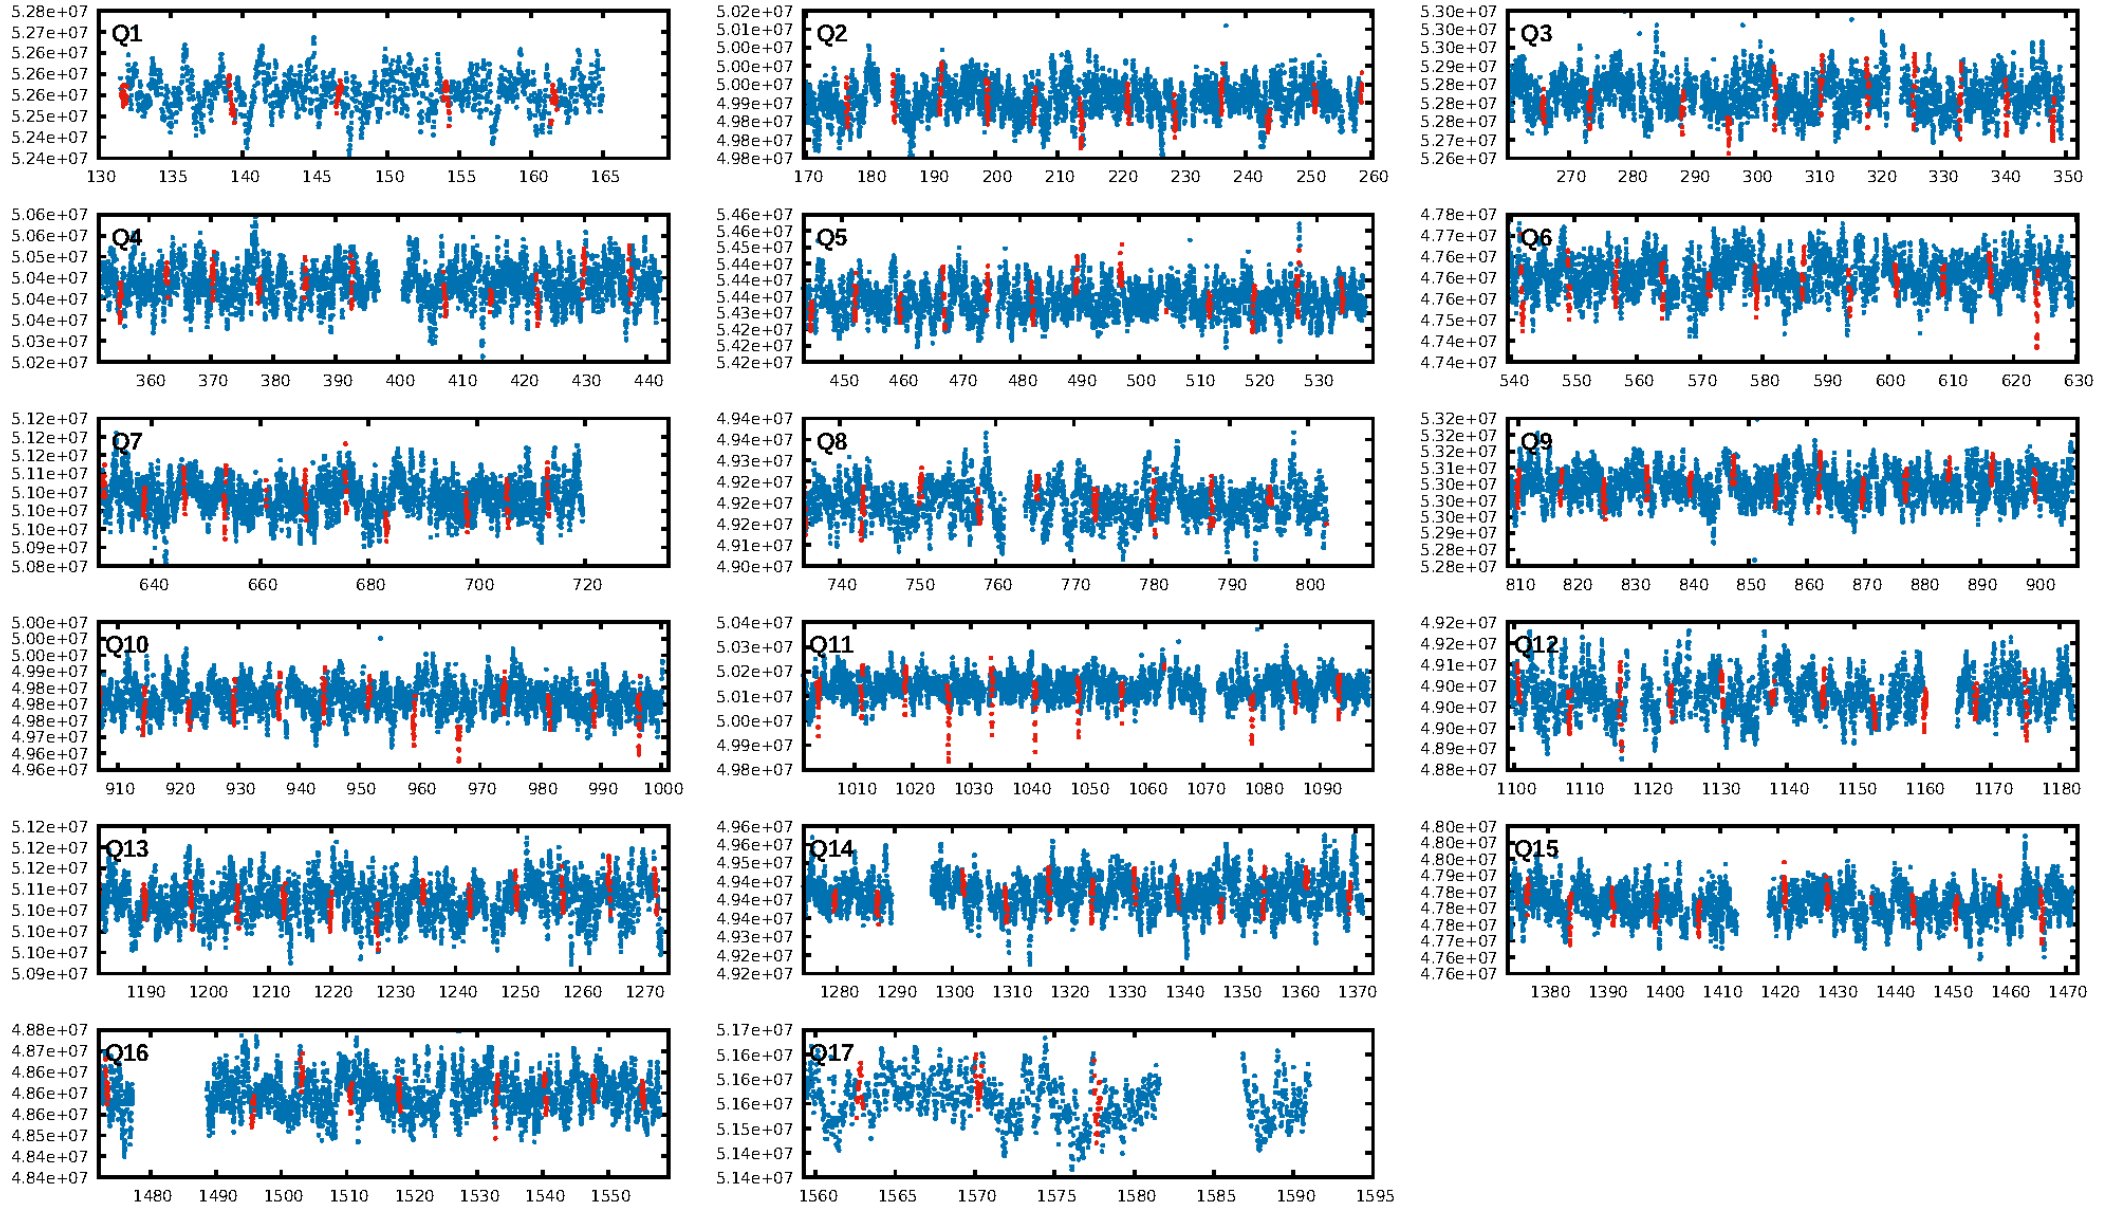 5.28e+07
5.27e+07
5.26e+07
5.26e+07
5.26e+07
5.25e+07
5.24e+07
5.24e+07
Q1
130 135 140 145 150 155 160 165
5.02e+07
5.01e+07
5.00e+07
5.00e+07
4.99e+07
4.99e+07
4.98e+07
4.98e+07
Q2
170 180 190 200 210 220 230 240 250 260
5.30e+07
5.30e+07
5.29e+07
5.28e+07
5.28e+07
5.27e+07
5.26e+07
Q3
270 280 290 300 310 320 330 340 350
5.06e+07
5.06e+07
5.05e+07
5.04e+07
5.04e+07
5.04e+07
5.03e+07
5.02e+07
Q4
360 370 380 390 400 410 420 430 440
5.46e+07
5.46e+07
5.45e+07
5.44e+07
5.44e+07
5.44e+07
5.43e+07
5.42e+07
5.42e+07
5.42e+07
Q5
450 460 470 480 490 500 510 520 530
4.78e+07
4.77e+07
4.76e+07
4.76e+07
4.76e+07
4.75e+07
4.74e+07
4.74e+07
Q6
540 550 560 570 580 590 600 610 620 630
5.12e+07
5.12e+07
5.11e+07
5.11e+07
5.10e+07
5.10e+07
5.09e+07
5.08e+07
Q7
640 660 680 700 720
4.94e+07
4.94e+07
4.93e+07
4.92e+07
4.92e+07
4.92e+07
4.91e+07
4.90e+07
Q8
740 750 760 770 780 790 800
5.32e+07
5.32e+07
5.32e+07
5.31e+07
5.30e+07
5.30e+07
5.30e+07
5.29e+07
5.28e+07
5.28e+07
Q9
810 820 830 840 850 860 870 880 890 900
5.00e+07
5.00e+07
5.00e+07
4.99e+07
4.98e+07
4.98e+07
4.98e+07
4.97e+07
4.96e+07
4.96e+07
Q10
910 920 930 940 950 960 970 980 990 1000
5.04e+07
5.03e+07
5.02e+07
5.01e+07
5.00e+07
4.99e+07
4.98e+07
Q11
1010 1020 1030 1040 1050 1060 1070 1080 1090
4.92e+07
4.92e+07
4.91e+07
4.90e+07
4.90e+07
4.90e+07
4.89e+07
4.88e+07
Q12
1100 1110 1120 1130 1140 1150 1160 1170 1180
5.12e+07
5.12e+07
5.12e+07
5.11e+07
5.10e+07
5.10e+07
5.10e+07
5.09e+07
Q13
1190 1200 1210 1220 1230 1240 1250 1260 1270
4.96e+07
4.96e+07
4.95e+07
4.94e+07
4.94e+07
4.94e+07
4.93e+07
4.92e+07
4.92e+07
Q14
1280 1290 1300 1310 1320 1330 1340 1350 1360 1370
4.80e+07
4.80e+07
4.80e+07
4.79e+07
4.78e+07
4.78e+07
4.78e+07
4.77e+07
4.76e+07
4.76e+07
Q15
1380 1390 1400 1410 1420 1430 1440 1450 1460 1470
4.88e+07
4.87e+07
4.86e+07
4.86e+07
4.86e+07
4.85e+07
4.84e+07
4.84e+07
Q16
1480 1490 1500 1510 1520 1530 1540 1550
5.17e+07
5.16e+07
5.16e+07
5.16e+07
5.15e+07
5.14e+07
5.14e+07
Q17
1560 1565 1570 1575 1580 1585 1590 1595